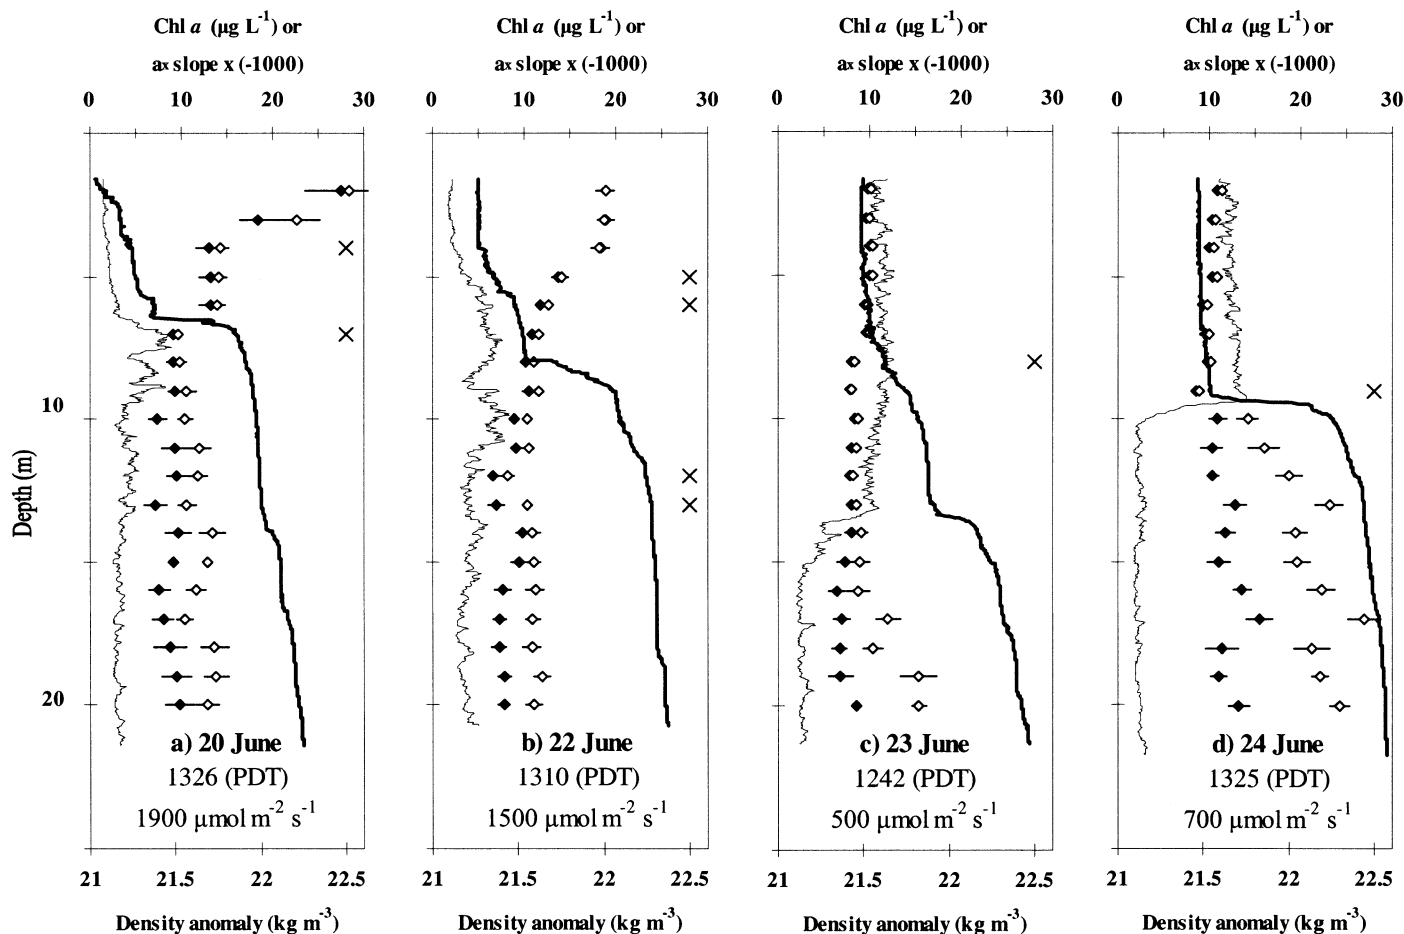 Chl a (µg L⁻¹) or
aˣ slope x (-1000)
0 10 20 30
Chl a (µg L⁻¹) or
aˣ slope x (-1000)
0 10 20 30
Chl a (µg L⁻¹) or
aˣ slope x (-1000)
0 10 20 30
Chl a (µg L⁻¹) or
aˣ slope x (-1000)
0 10 20 30
Depth (m)
10
20
a) 20 June
1326 (PDT)
1900 µmol m⁻² s⁻¹
21 21.5 22 22.5
Density anomaly (kg m⁻³)
b) 22 June
1310 (PDT)
1500 µmol m⁻² s⁻¹
21 21.5 22 22.5
Density anomaly (kg m⁻³)
c) 23 June
1242 (PDT)
500 µmol m⁻² s⁻¹
21 21.5 22 22.5
Density anomaly (kg m⁻³)
d) 24 June
1325 (PDT)
700 µmol m⁻² s⁻¹
21 21.5 22 22.5
Density anomaly (kg m⁻³)